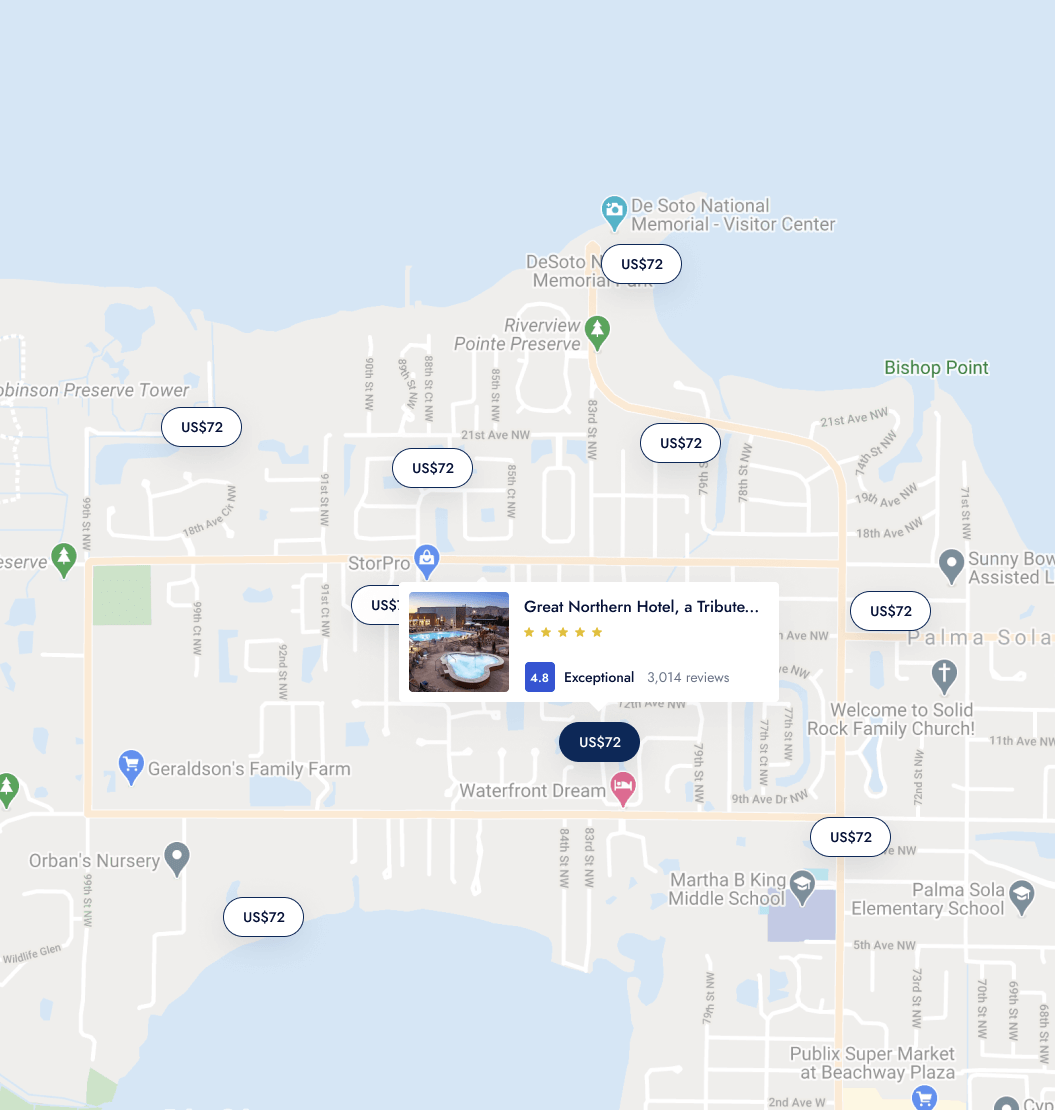 De Soto National
Memorial - Visitor Center
DeSoto N
Memorial Park
US$72
Riverview
Pointe Preserve
Bishop Point
obinson Preserve Tower
90th St NW
89th St NW
88th St Ct NW
85th St NW
83rd St NW
21st Ave NW
74th St NW
US$72
US$72
21st Ave NW
US$72
76th S
78th St NW
85th Ct NW
91st St NW
99th St NW
18th Ave Cir NW
19th Ave NW
71st St NW
18th Ave NW
eserve
StorPro
Sunny Bow
Assisted L
US$7
91st Ct NW
99th Ct NW
92nd St NW
Great Northern Hotel, a Tribute...
4.8
Exceptional
3,014 reviews
h Ave NW
US$72
Palma Sola
ve NW
12th Ave NW
Welcome to Solid
Rock Family Church!
US$72
77th St Ct NW
77th St NW
79th St NW
11th Ave NW
72nd St NW
Geraldson's Family Farm
Waterfront Dream
9th Ave Dr NW
US$72
e NW
84th St NW
83rd St NW
Orban's Nursery
99th St NW
Martha B King
Middle School
Palma Sola
Elementary School
US$72
Wildlife Glen
5th Ave NW
79th St NW
73rd St NW
70th St NW
69th St NW
68th St NW
Publix Super Market
at Beachway Plaza
2nd Ave W
Cyp